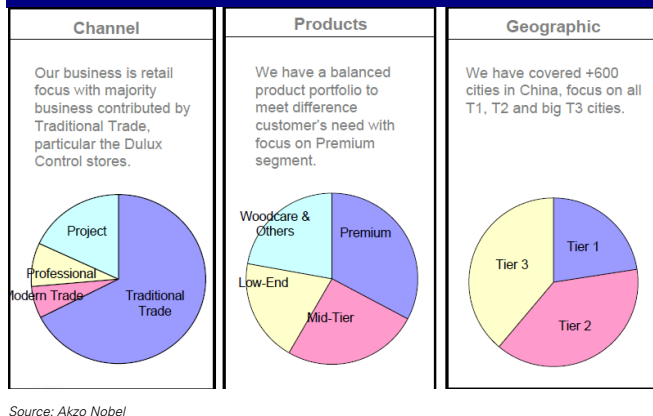 Channel
Our business is retail
focus with majority
business contributed by
Traditional Trade,
particular the Dulux
Control stores.
Project
Professional
Modern Trade
Traditional
Trade
Products
We have a balanced
product portfolio to
meet difference
customer's need with
focus on Premium
segment.
Woodcare &
Others
Premium
Low-End
Mid-Tier
Geographic
We have covered +600
cities in China, focus on all
T1, T2 and big T3 cities.
Tier 3
Tier 1
Tier 2
Source: Akzo Nobel